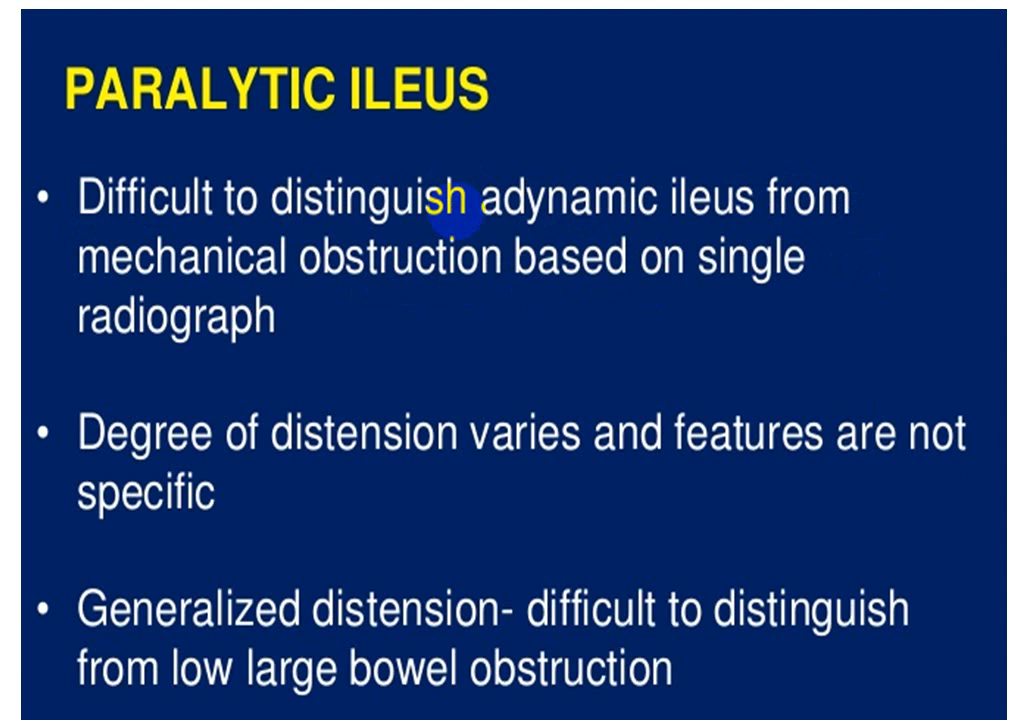 PARALYTIC ILEUS
• Difficult to distinguish adynamic ileus from
mechanical obstruction based on single
radiograph
• Degree of distension varies and features are not
specific
• Generalized distension- difficult to distinguish
from low large bowel obstruction